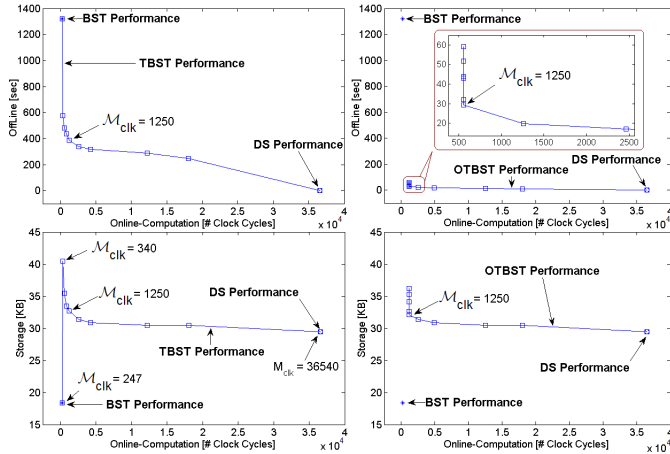 1400
1200
1000
800
600
400
200
0
OffLine [sec]
BST Performance
TBST Performance
ℳclk = 1250
DS Performance
0 0.5 1 1.5 2 2.5 3 3.5 4
Online-Computation [# Clock Cycles]
x 10^4
1400
1200
1000
800
600
400
200
0
OffLine [sec]
BST Performance
60
50
40
30
20
ℳclk = 1250
500 1000 1500 2000 2500
DS Performance
OTBST Performance
0 0.5 1 1.5 2 2.5 3 3.5 4
Online-Computation [# Clock Cycles]
x 10^4
45
40
35
30
25
20
15
Storage [KB]
ℳclk = 340
ℳclk = 1250
DS Performance
TBST Performance
Mclk = 36540
ℳclk = 247
BST Performance
0 0.5 1 1.5 2 2.5 3 3.5 4
Online-Computation [# Clock Cycles]
x 10^4
45
40
35
30
25
20
15
Storage [KB]
OTBST Performance
ℳclk = 1250
DS Performance
BST Performance
0 0.5 1 1.5 2 2.5 3 3.5 4
Online-Computation [# Clock Cycles]
x 10^4